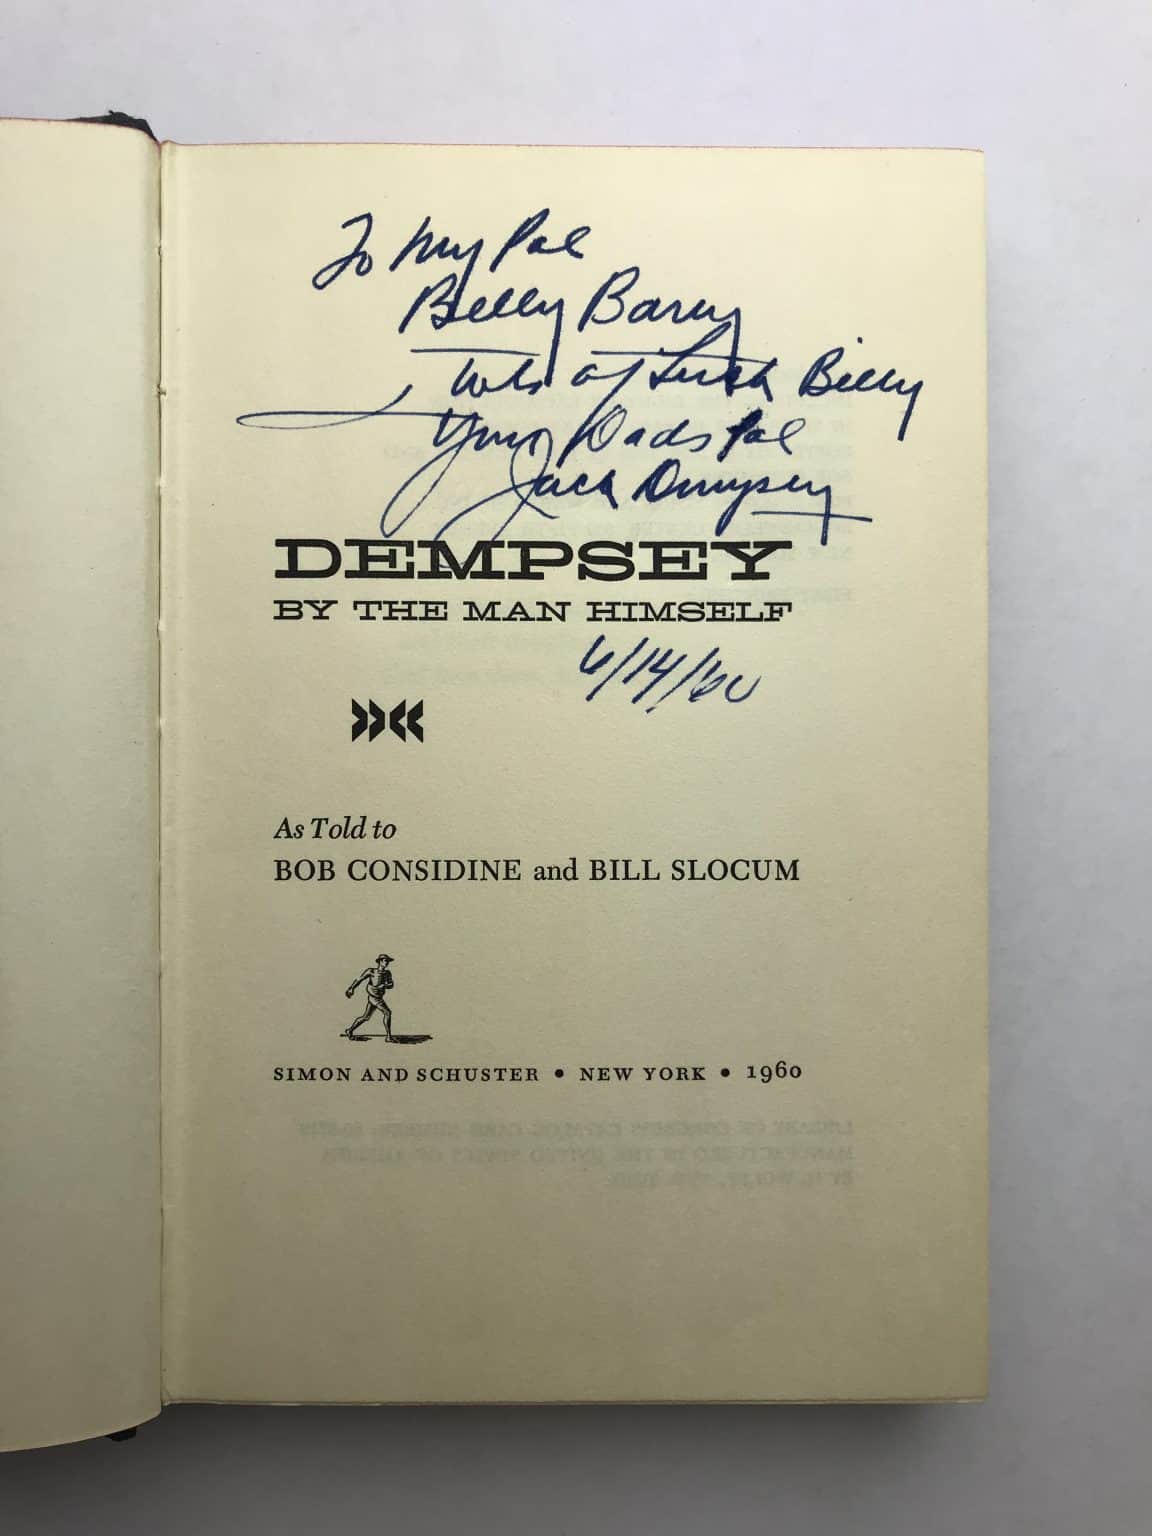 To My Pal
Billy Barry
Lots of Luck Billy
Your Dads Pal
Jack Dempsey
DEMPSEY
BY THE MAN HIMSELF
6/14/60
As Told to
BOB CONSIDINE and BILL SLOCUM
SIMON AND SCHUSTER • NEW YORK • 1960